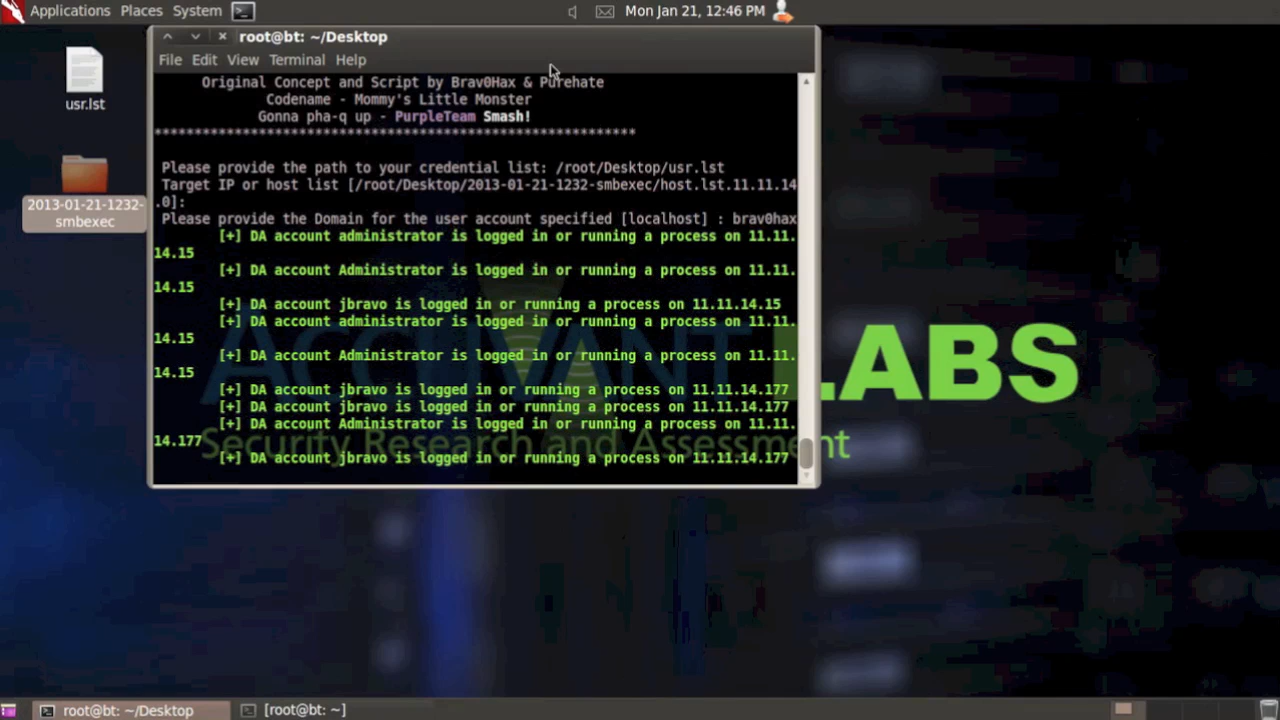 Applications Places System
Mon Jan 21, 12:46 PM
root@bt: ~/Desktop
File Edit View Terminal Help
usr.lst
2013-01-21-1232-
smbexec
Original Concept and Script by Brav0Hax & Purehate
Codename - Mommy's Little Monster
Gonna pha-q up - PurpleTeam Smash!
************************************************************
Please provide the path to your credential list: /root/Desktop/usr.lst
Target IP or host list [/root/Desktop/2013-01-21-1232-smbexec/host.lst.11.11.14
.0]:
Please provide the Domain for the user account specified [localhost] : brav0hax
[+] DA account administrator is logged in or running a process on 11.11.
14.15
[+] DA account Administrator is logged in or running a process on 11.11.
14.15
[+] DA account jbravo is logged in or running a process on 11.11.14.15
[+] DA account administrator is logged in or running a process on 11.11.
14.15
[+] DA account Administrator is logged in or running a process on 11.11.
14.15
[+] DA account jbravo is logged in or running a process on 11.11.14.177
[+] DA account jbravo is logged in or running a process on 11.11.14.177
[+] DA account Administrator is logged in or running a process on 11.11.
14.177
[+] DA account jbravo is logged in or running a process on 11.11.14.177
ACCUVANT LABS
Security Research and Assessment
root@bt: ~/Desktop
[root@bt: ~]